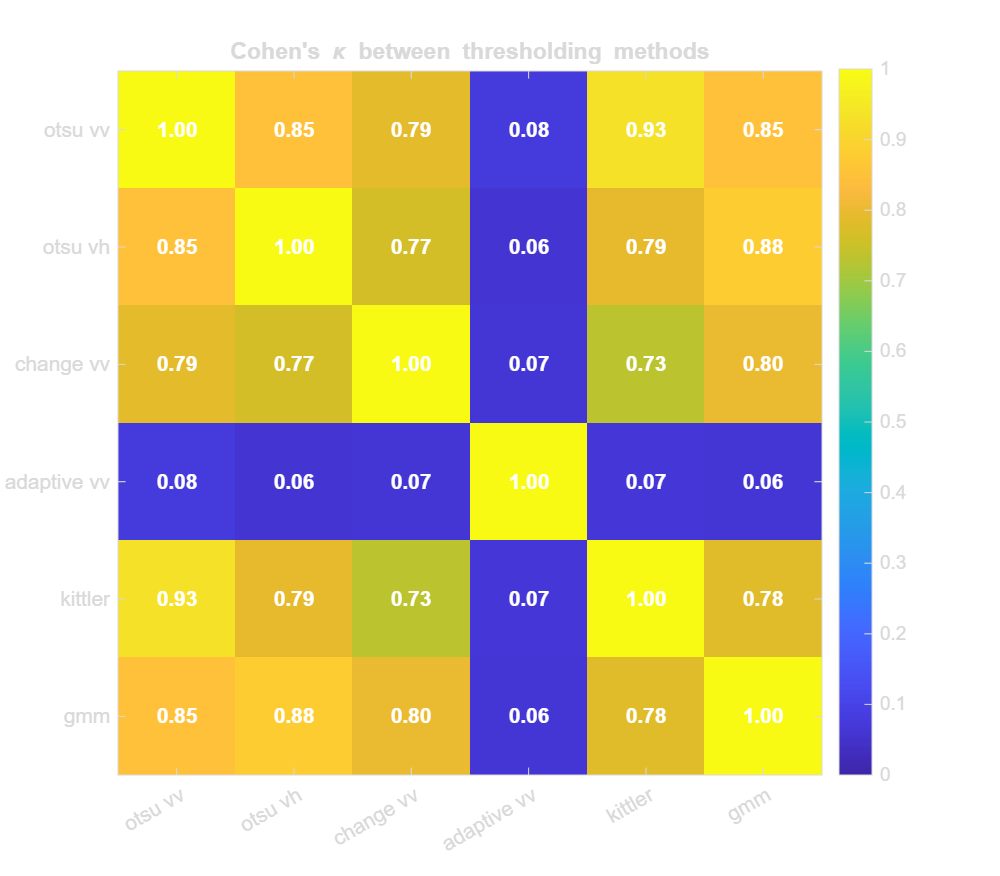 Cohen's κ between thresholding methods
otsu vv 1.00 0.85 0.79 0.08 0.93 0.85
otsu vh 0.85 1.00 0.77 0.06 0.79 0.88
change vv 0.79 0.77 1.00 0.07 0.73 0.80
adaptive vv 0.08 0.06 0.07 1.00 0.07 0.06
kittler 0.93 0.79 0.73 0.07 1.00 0.78
gmm 0.85 0.88 0.80 0.06 0.78 1.00
otsu vv otsu vh change vv adaptive vv kittler gmm
1
0.9
0.8
0.7
0.6
0.5
0.4
0.3
0.2
0.1
0